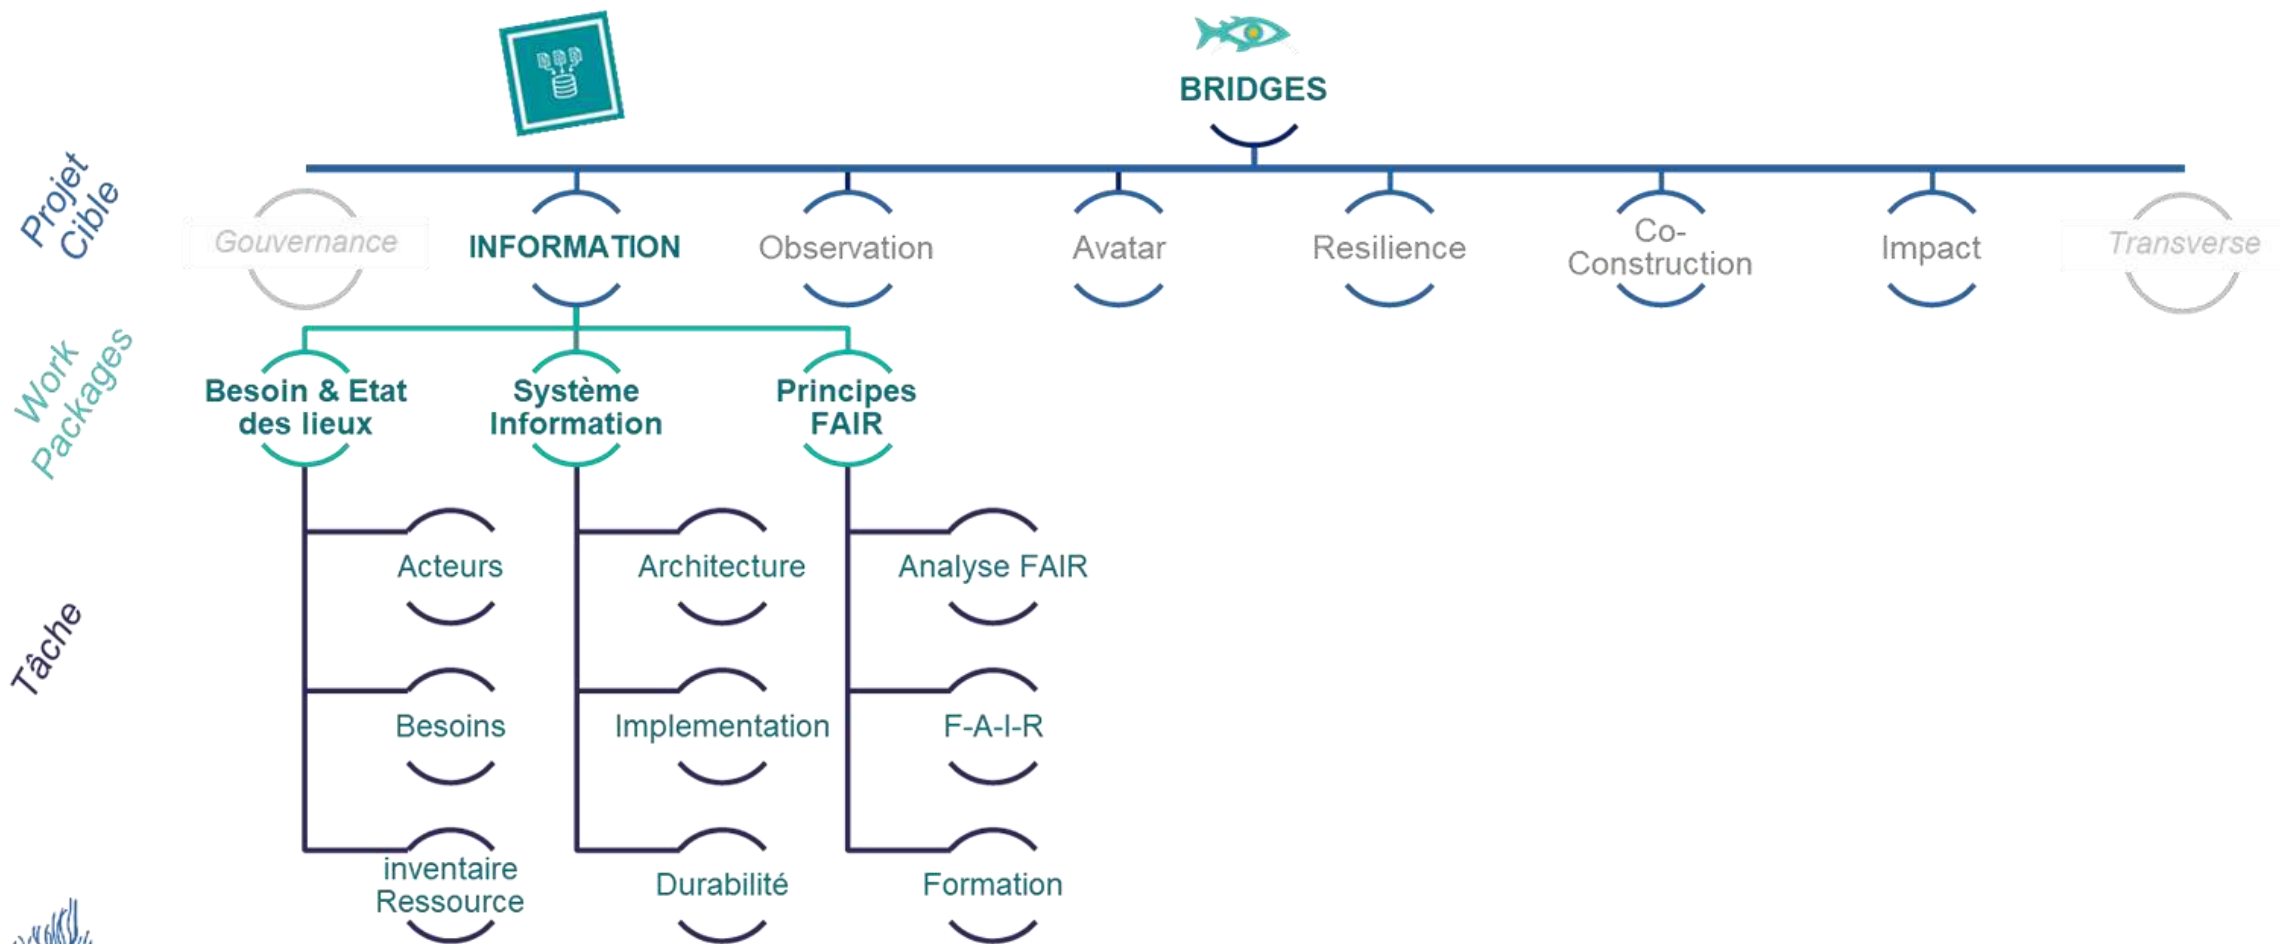 BRIDGES
Projet
Cible
Gouvernance
INFORMATION
Observation
Avatar
Resilience
Co-
Construction
Impact
Transverse
Work
Packages
Besoin & Etat
des lieux
Système
Information
Principes
FAIR
Tâche
Acteurs
Architecture
Analyse FAIR
Besoins
Implementation
F-A-I-R
inventaire
Ressource
Durabilité
Formation